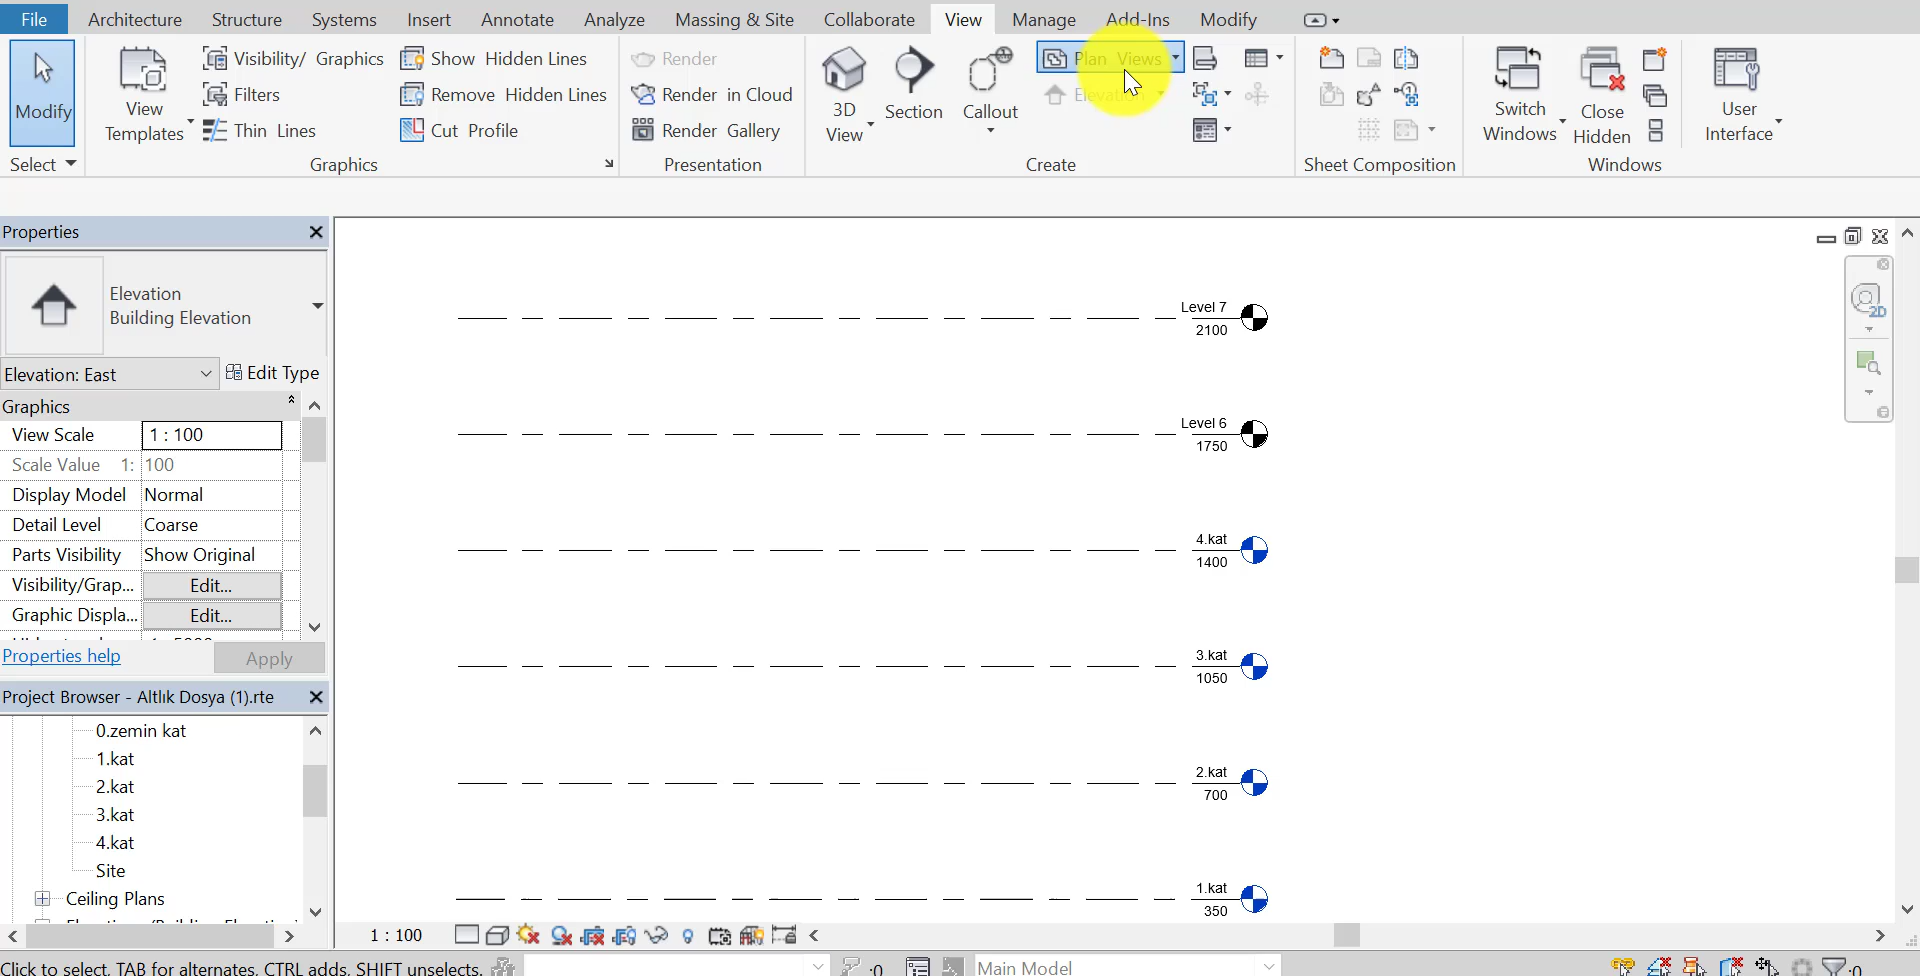 File Architecture Structure Systems Insert Annotate Analyze Massing & Site Collaborate View Manage Add-Ins Modify
Modify
Select
View Templates
Visibility/ Graphics
Filters
Thin Lines
Show Hidden Lines
Remove Hidden Lines
Cut Profile
Graphics
Render
Render in Cloud
Render Gallery
Presentation
3D View
Section
Callout
Plan Views
Elevation
Create
Sheet Composition
Switch Windows
Close Hidden
Windows
User Interface
Properties
Elevation
Building Elevation
Elevation: East
Edit Type
Graphics
View Scale 1 : 100
Scale Value 1: 100
Display Model Normal
Detail Level Coarse
Parts Visibility Show Original
Visibility/Grap... Edit...
Graphic Displa... Edit...
Properties help Apply
Project Browser - Altlık Dosya (1).rte
0.zemin kat
1.kat
2.kat
3.kat
4.kat
Site
Ceiling Plans
Level 7
2100
Level 6
1750
4.kat
1400
3.kat
1050
2.kat
700
1.kat
350
2D
1 : 100
Click to select, TAB for alternates, CTRL adds, SHIFT unselects.
:0
Main Model
:0